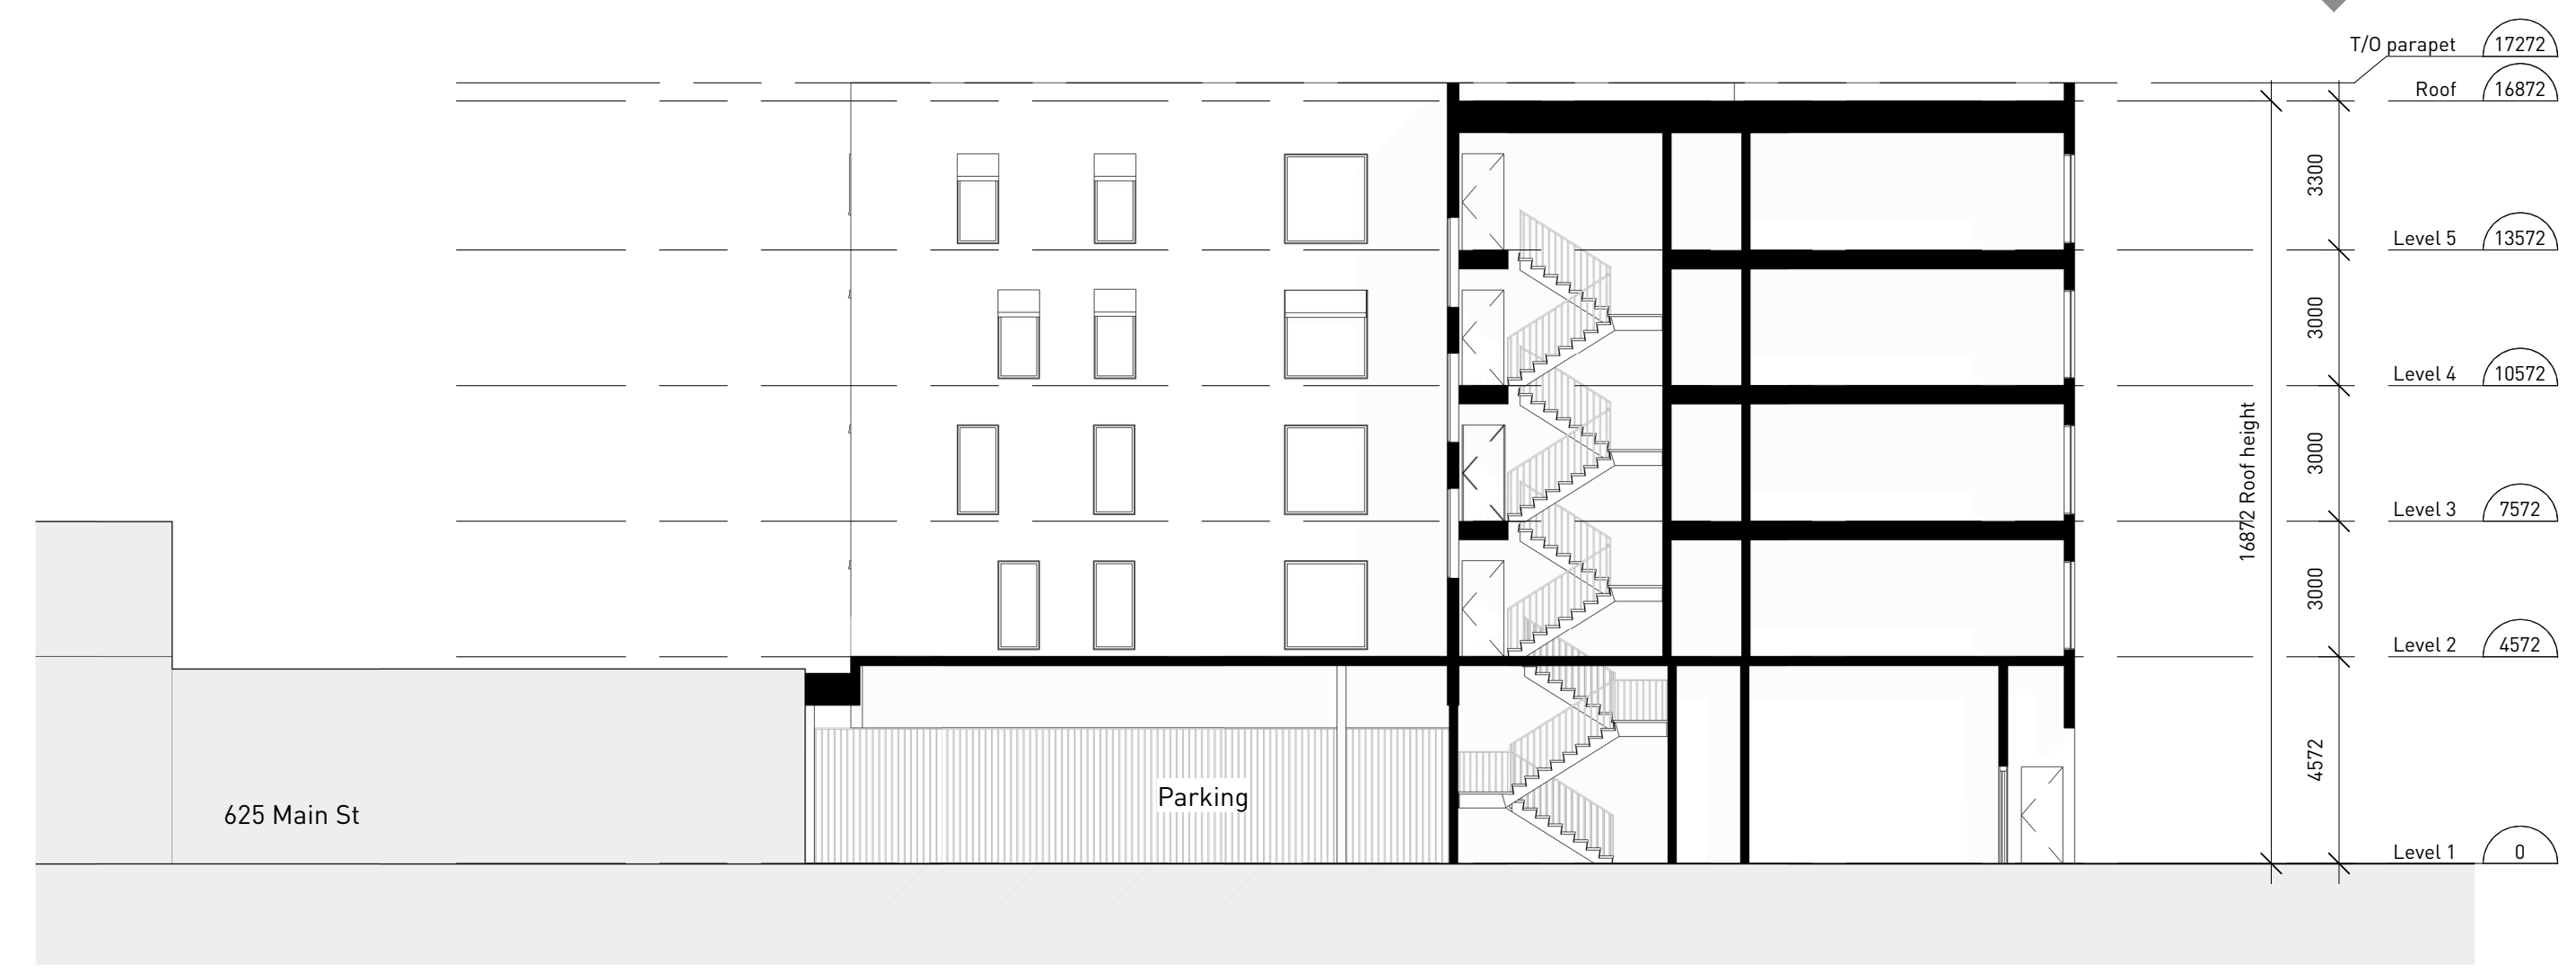 T/O parapet 17272
Roof 16872
3300
Level 5 13572
3000
Level 4 10572
16872 Roof height
3000
Level 3 7572
3000
Level 2 4572
4572
625 Main St
Parking
Level 1 0